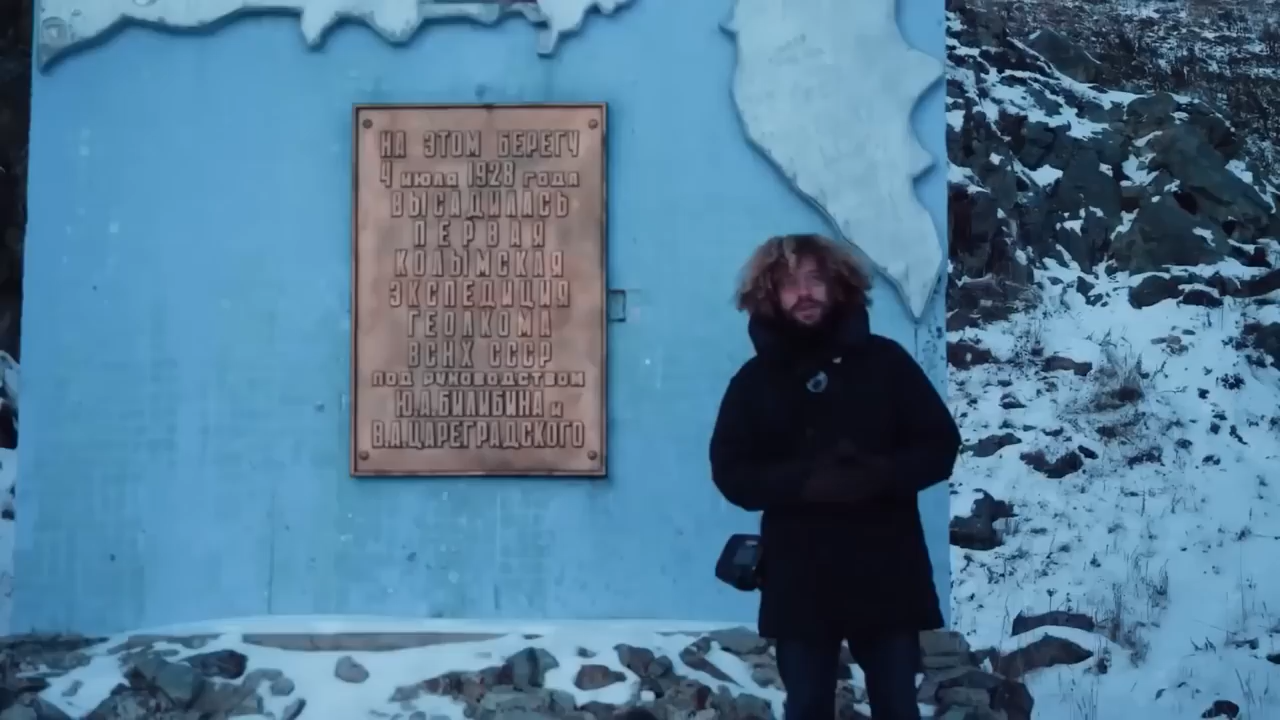 НА ЭТОМ БЕРЕГУ
4 июля 1928 года
ВЫСАДИЛАСЬ
ПЕРВАЯ
КОЛЫМСКАЯ
ЭКСПЕДИЦИЯ
ГЕОЛКОМА
ВСНХ СССР
ПОД РУКОВОДСТВОМ
Ю.А.БИЛИБИНА и
В.А.ЦАРЕГРАДСКОГО